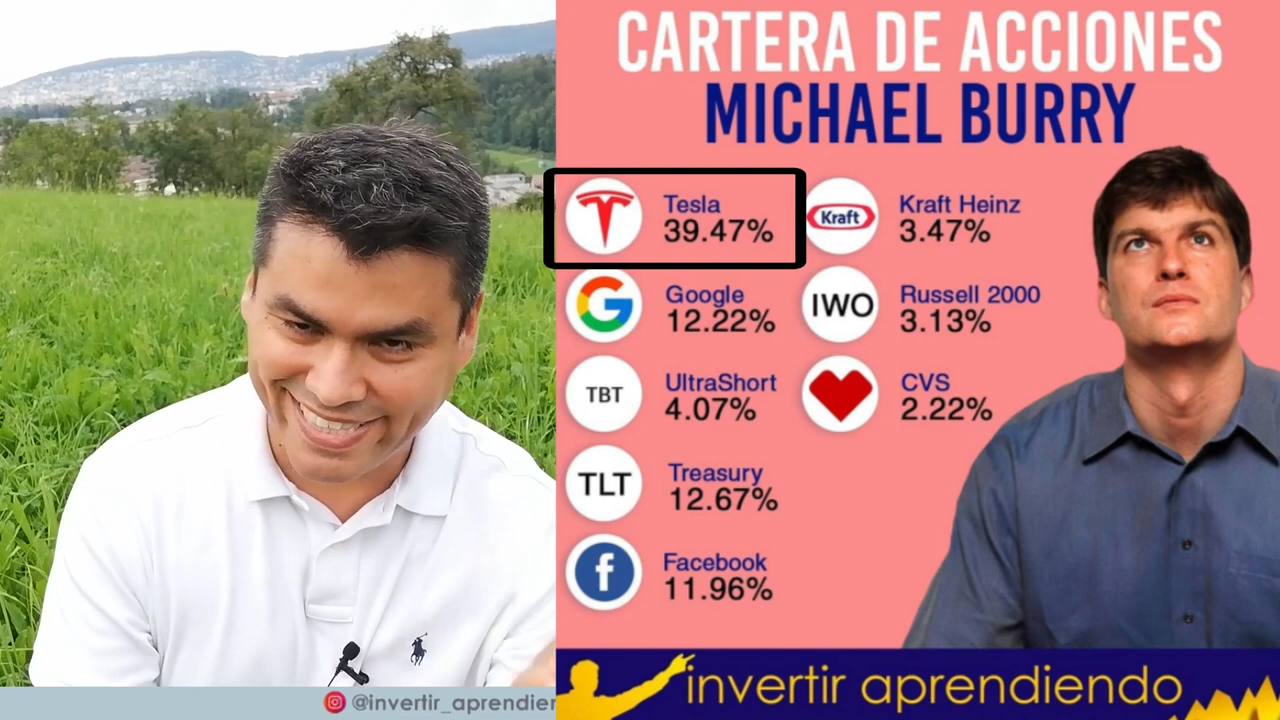 CARTERA DE ACCIONES
MICHAEL BURRY
Tesla
39.47%
Google
12.22%
TBT
UltraShort
4.07%
TLT
Treasury
12.67%
f
Facebook
11.96%
Kraft
Kraft Heinz
3.47%
IWO
Russell 2000
3.13%
CVS
2.22%
@invertir_aprendien
invertir aprendiendo